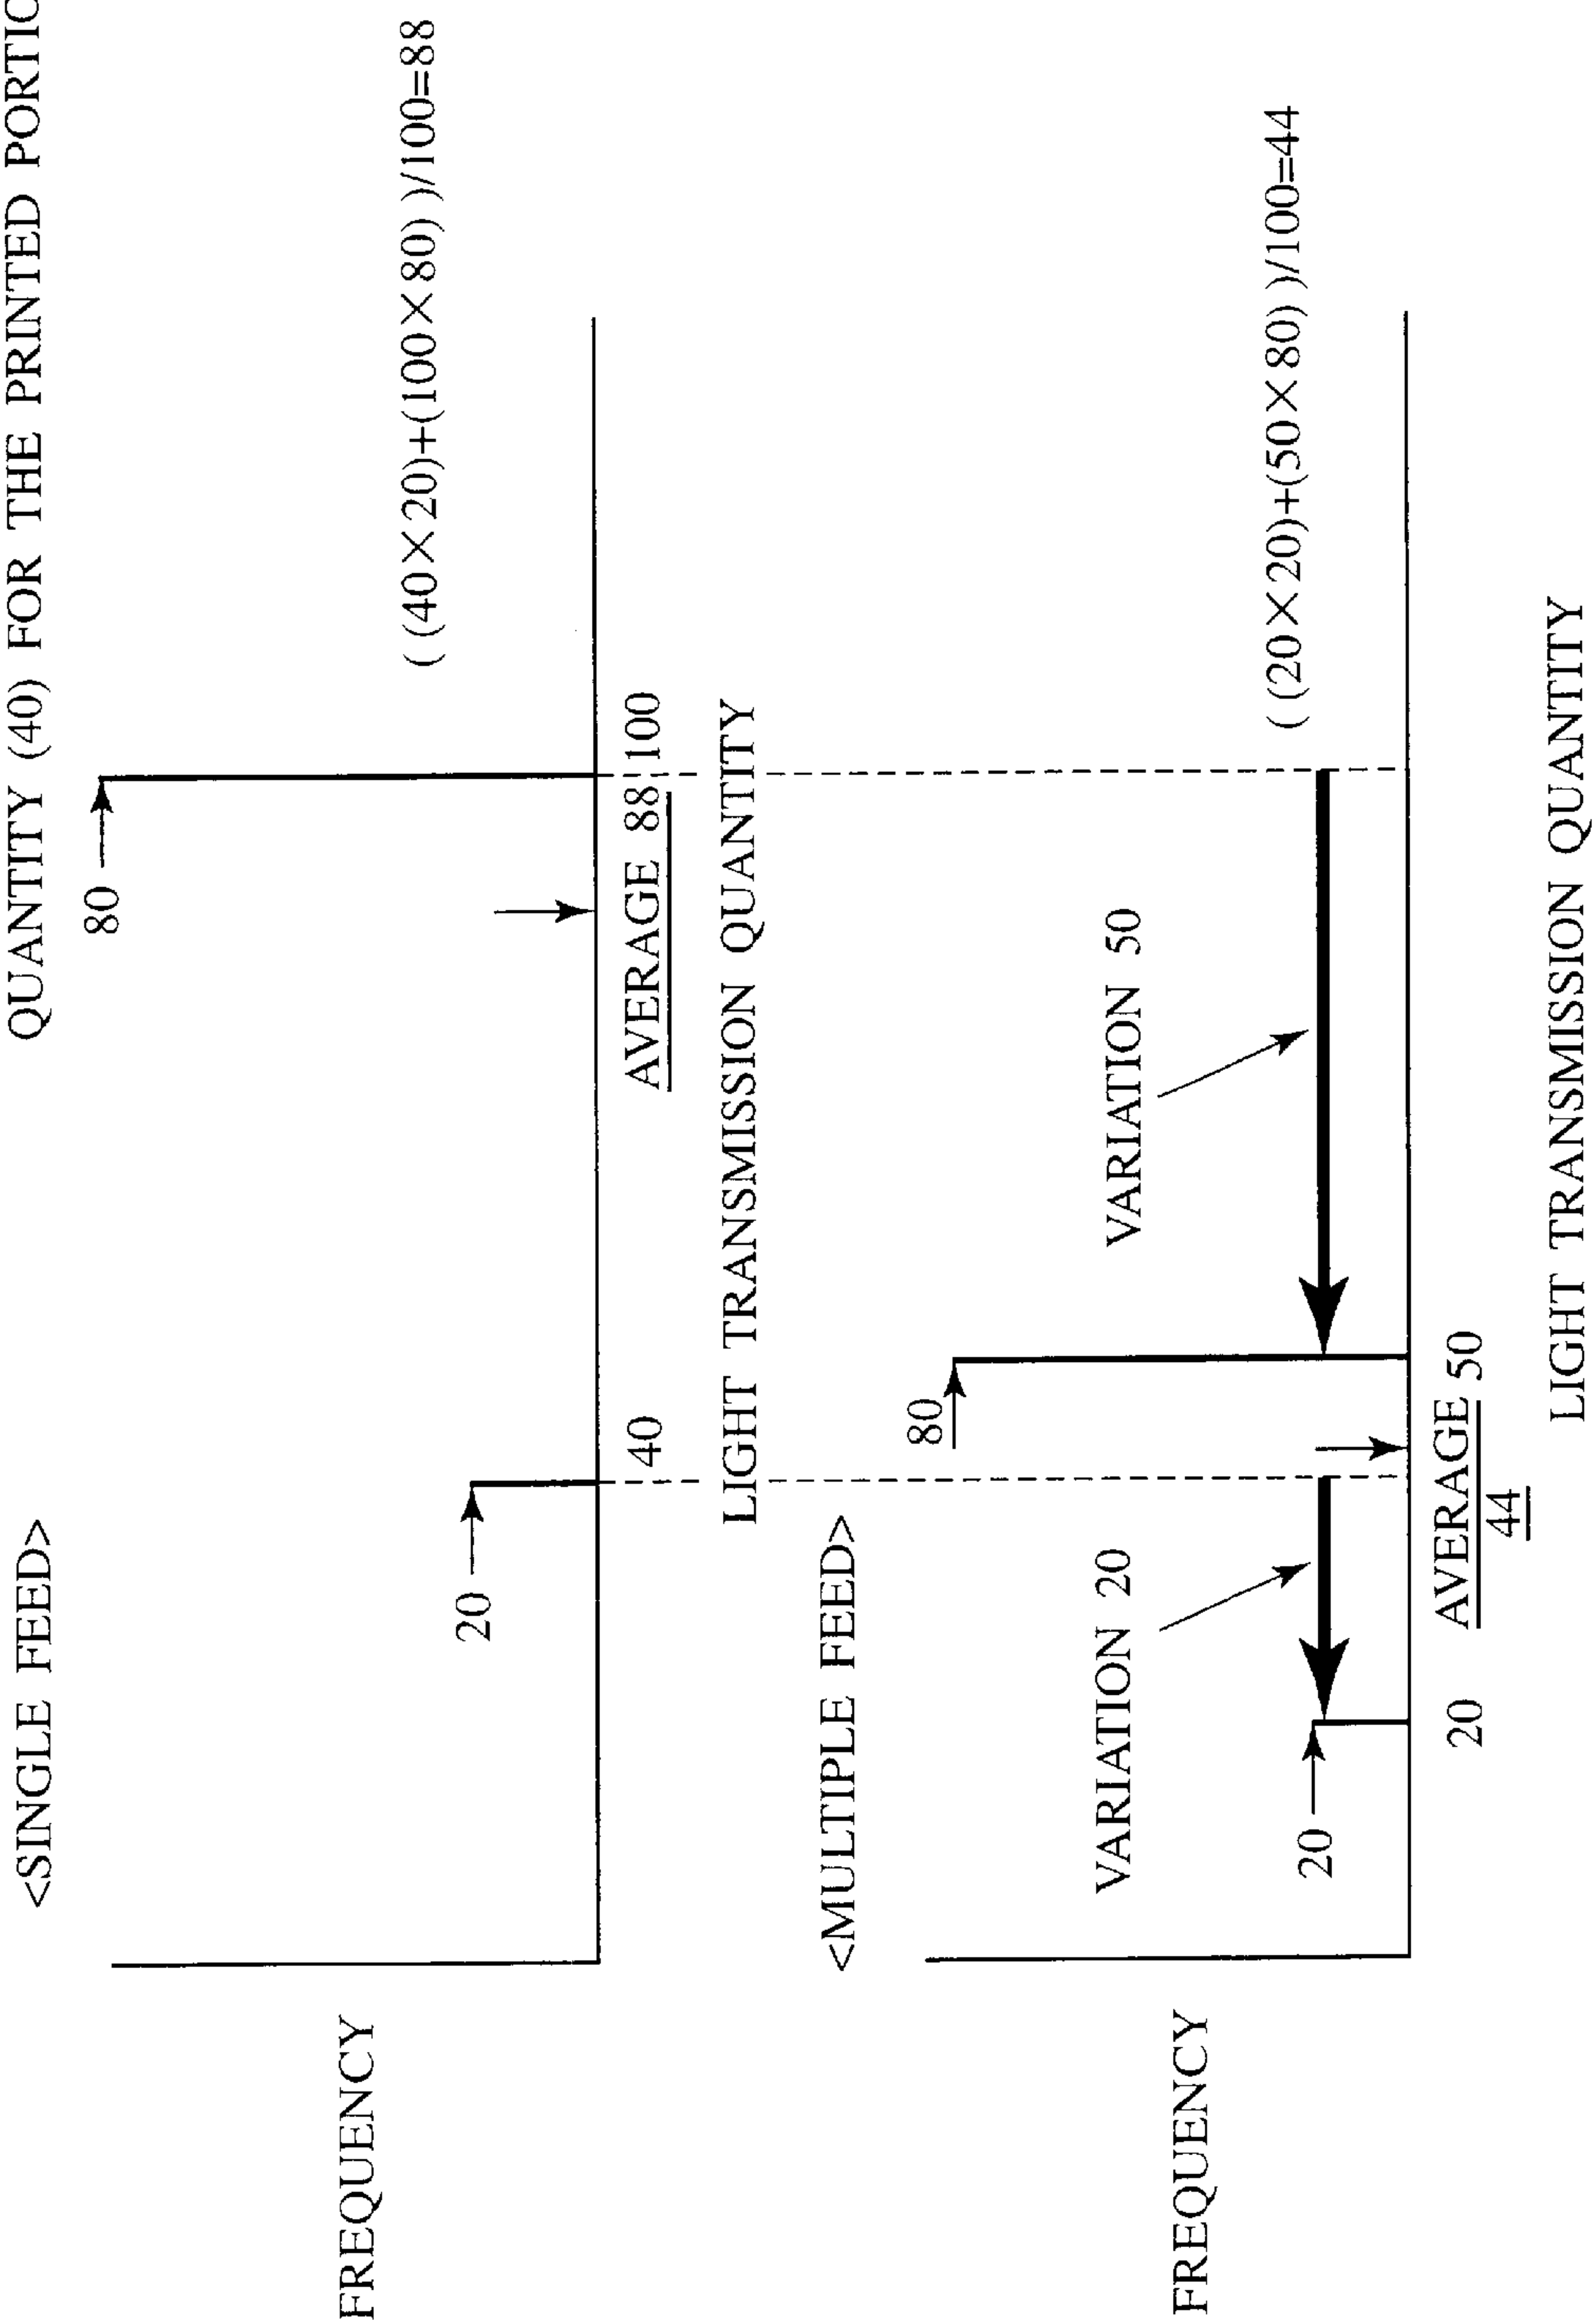 QUANTITY (40) FOR THE PRINTED
<SINGLE FEED>
80
((40×20)+(100×80))/100=88
20
FREQUENCY
40
AVERAGE 88
100
LIGHT TRANSMISSION QUANTITY
<MULTIPLE FEED>
80
VARIATION 20
VARIATION 50
((20×20)+(50×80))/100=44
20
FREQUENCY
20
AVERAGE
44
50
LIGHT TRANSMISSION QUANTITY